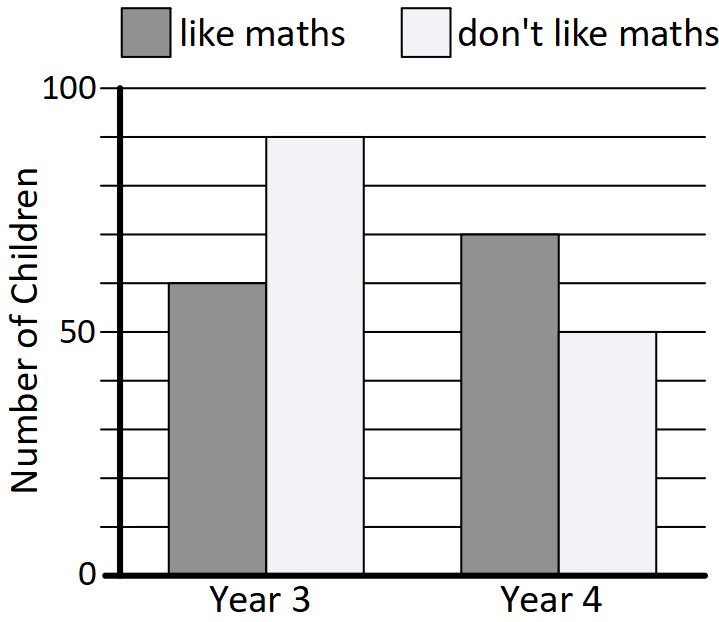 like maths
don't like maths
100
50
0
Number of Children
Year 3
Year 4